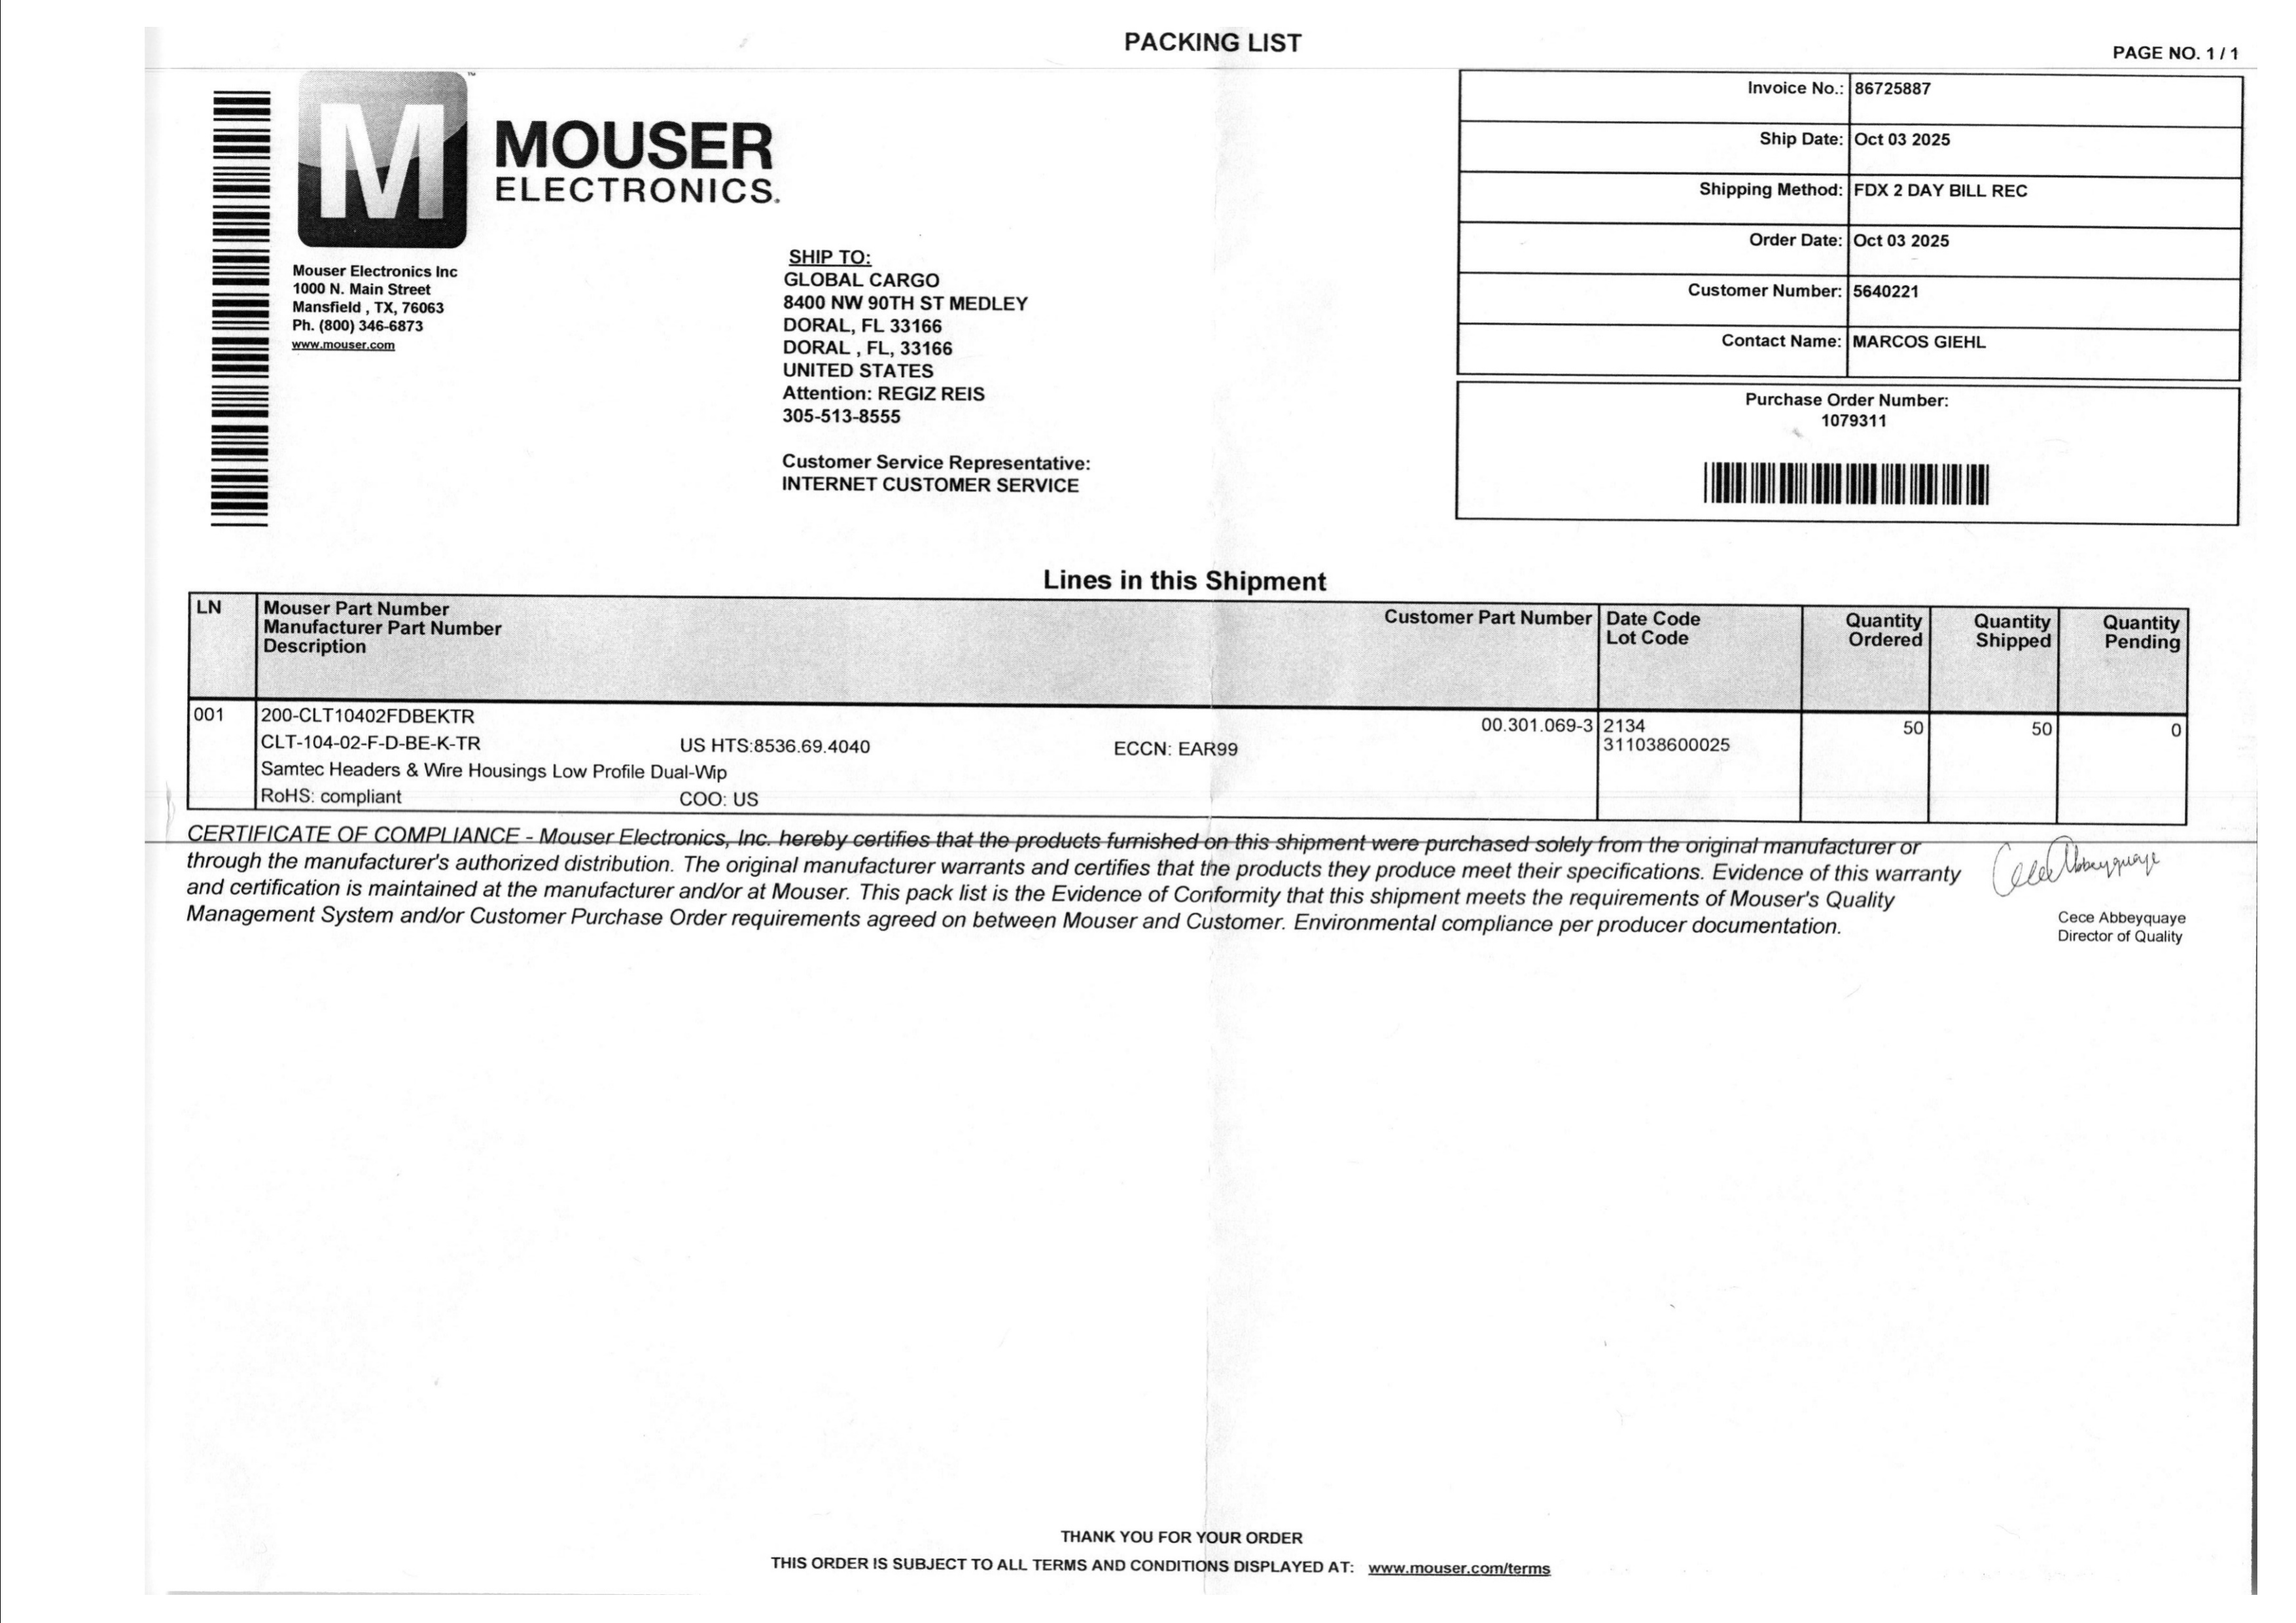 PACKING LIST
PAGE NO. 1 / 1
M
MOUSER
ELECTRONICS.
Mouser Electronics Inc
1000 N. Main Street
Mansfield , TX, 76063
Ph. (800) 346-6873
www.mouser.com
SHIP TO:
GLOBAL CARGO
8400 NW 90TH ST MEDLEY
DORAL, FL 33166
DORAL , FL, 33166
UNITED STATES
Attention: REGIZ REIS
305-513-8555
Customer Service Representative:
INTERNET CUSTOMER SERVICE
Invoice No.: 86725887
Ship Date: Oct 03 2025
Shipping Method: FDX 2 DAY BILL REC
Order Date: Oct 03 2025
Customer Number: 5640221
Contact Name: MARCOS GIEHL
Purchase Order Number:
1079311
Lines in this Shipment
LN
Mouser Part Number
Manufacturer Part Number
Description
Customer Part Number
Date Code
Lot Code
Quantity
Ordered
Quantity
Shipped
Quantity
Pending
001 200-CLT10402FDBEKTR 00.301.069-3 2134 50 50 0
CLT-104-02-F-D-BE-K-TR US HTS:8536.69.4040 ECCN: EAR99 311038600025
Samtec Headers & Wire Housings Low Profile Dual-Wip
RoHS: compliant COO: US
CERTIFICATE OF COMPLIANCE - Mouser Electronics, Inc. hereby certifies that the products furnished on this shipment were purchased solely from the original manufacturer or
through the manufacturer's authorized distribution. The original manufacturer warrants and certifies that the products they produce meet their specifications. Evidence of this warranty
and certification is maintained at the manufacturer and/or at Mouser. This pack list is the Evidence of Conformity that this shipment meets the requirements of Mouser's Quality
Management System and/or Customer Purchase Order requirements agreed on between Mouser and Customer. Environmental compliance per producer documentation.
Cece Abbeyquaye
Cece Abbeyquaye
Director of Quality
THANK YOU FOR YOUR ORDER
THIS ORDER IS SUBJECT TO ALL TERMS AND CONDITIONS DISPLAYED AT: www.mouser.com/terms